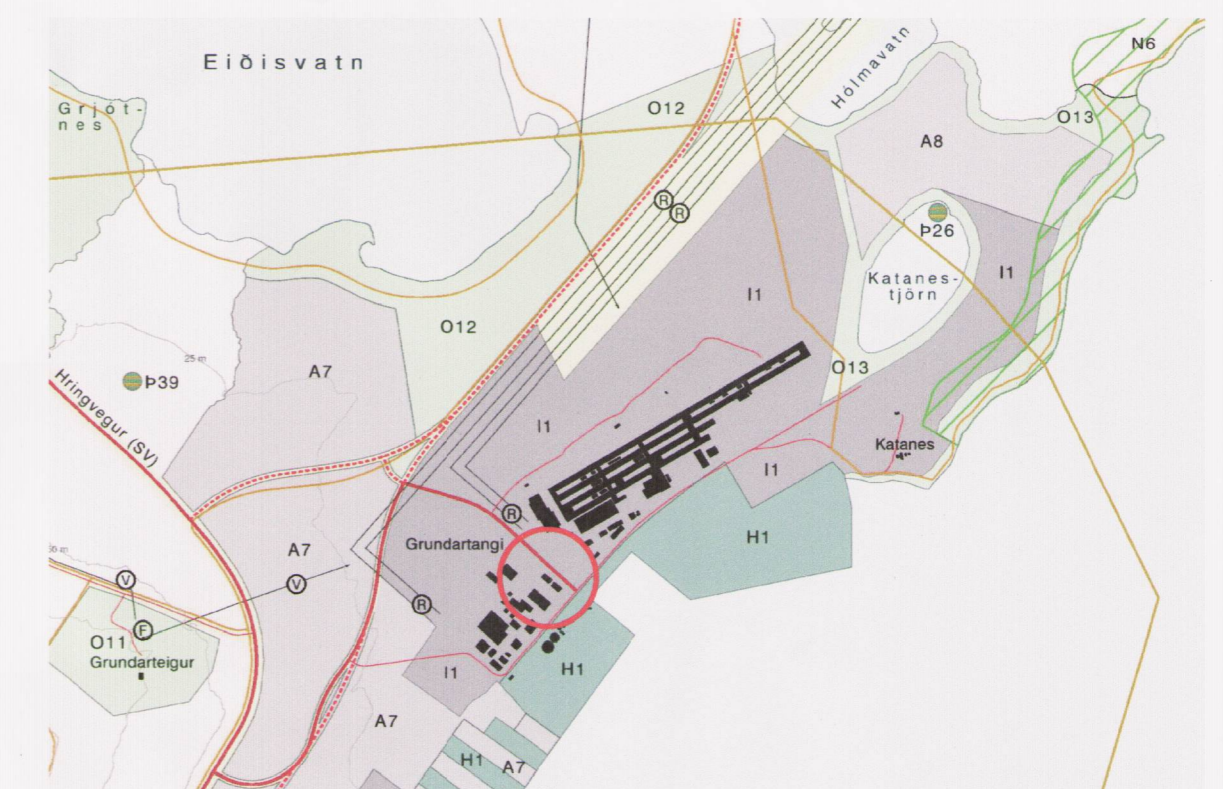 Eiðisvatn
Grjót-
nes
O12
Hólmavatn
N6
O13
A8
R
R
Þ26
Katanes-
tjörn
I1
I1
O12
25 m
A7
Þ39
Hringvegur (SV)
O13
I1
Katanes
I1
R
Grundartangi
H1
A7
V
V
R
F
O11
Grundarteigur
I1
H1
A7
H1
A7